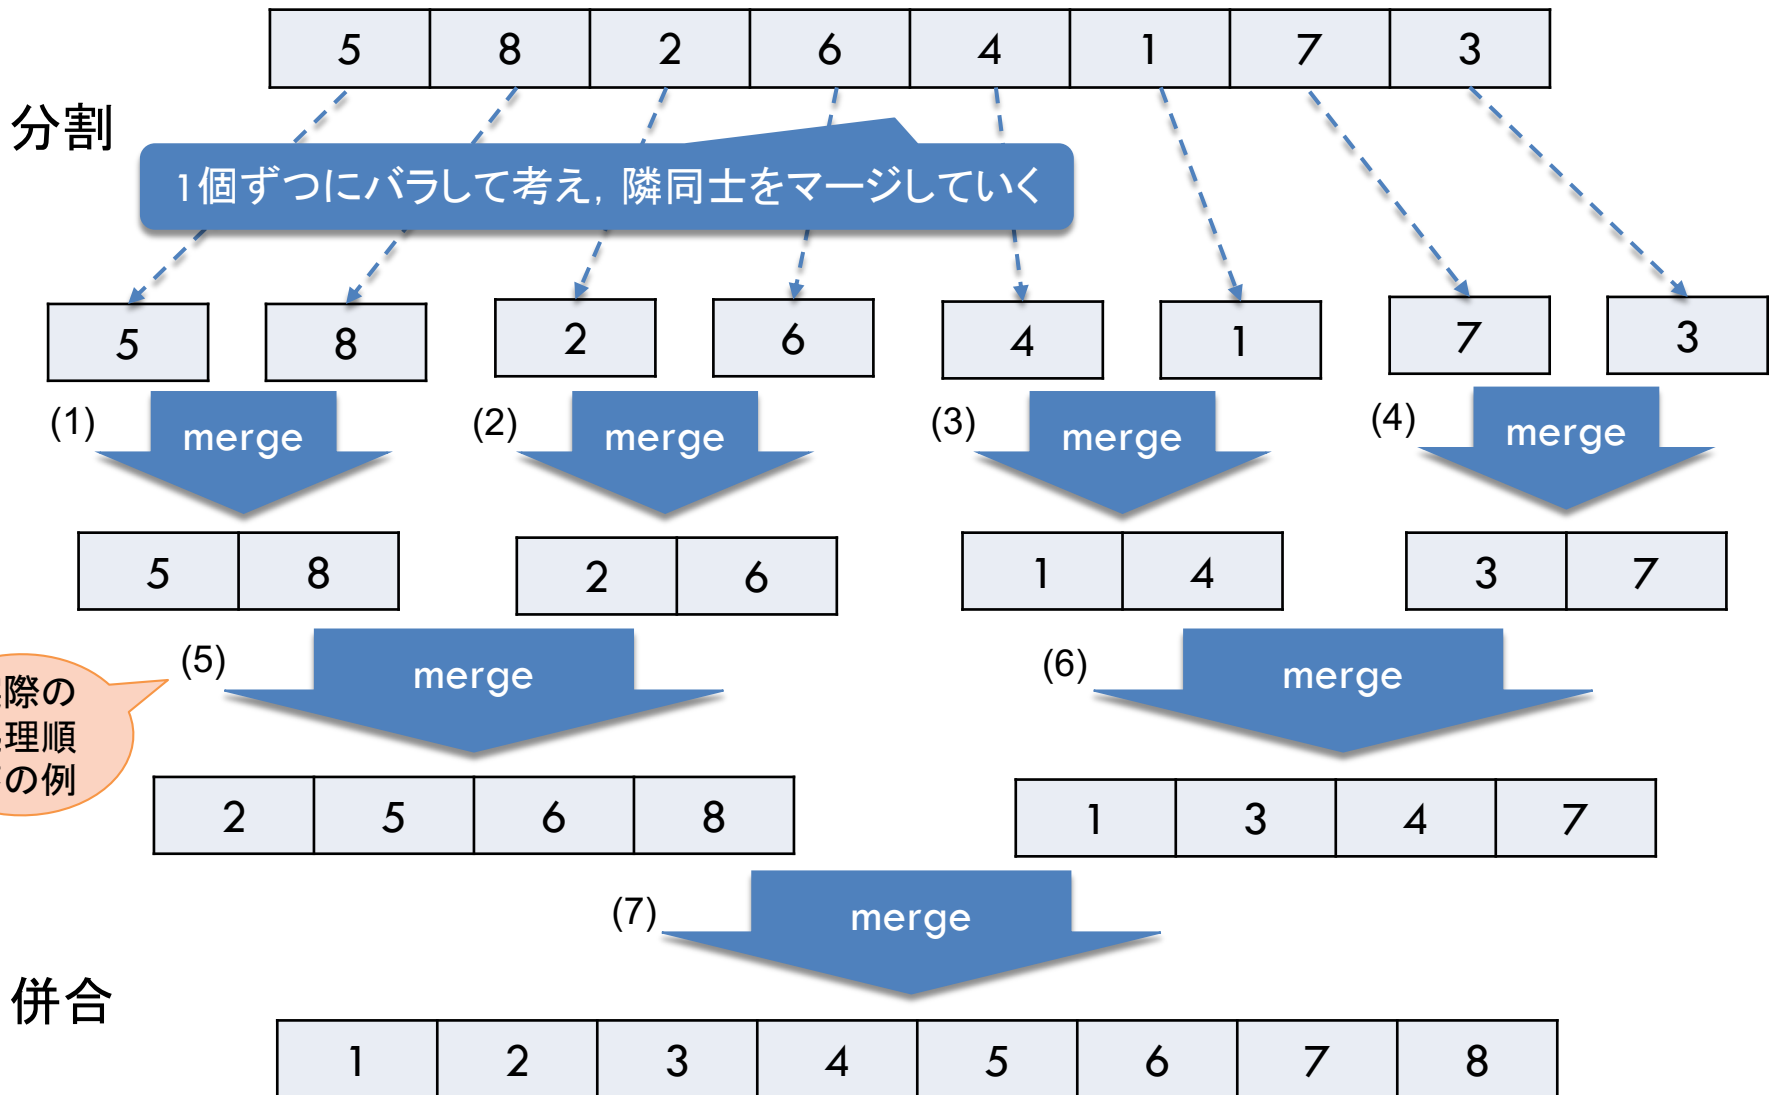 5 8 2 6 4 1 7 3
分割
1個ずつにバラして考え，隣同士をマージしていく
5 8 2 6 4 1 7 3
(1) merge (2) merge (3) merge (4) merge
5 8 2 6 1 4 3 7
(5) merge (6) merge
際の
理順
の例
2 5 6 8 1 3 4 7
(7) merge
併合
1 2 3 4 5 6 7 8